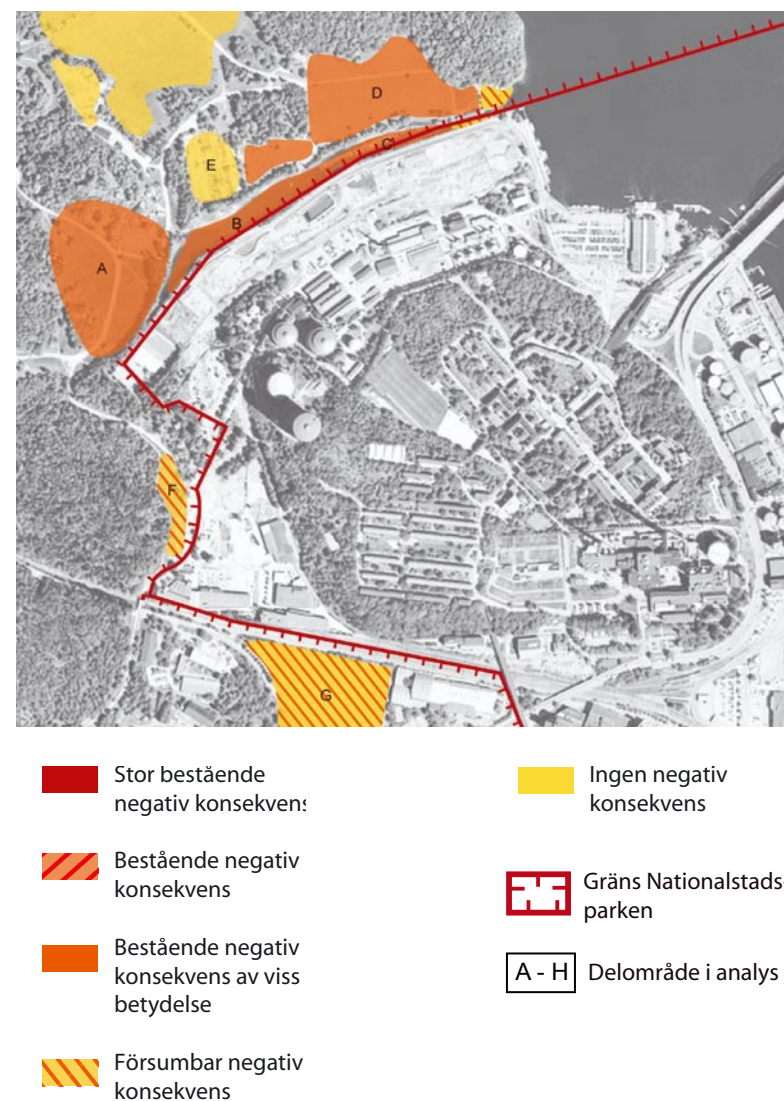 D
C
E
B
A
F
G
Stor bestående
negativ konsekvens
Bestående negativ
konsekvens
Bestående negativ
konsekvens av viss
betydelse
Försumbar negativ
konsekvens
Ingen negativ
konsekvens
Gräns Nationalstads
parken
A - H
Delområde i analys